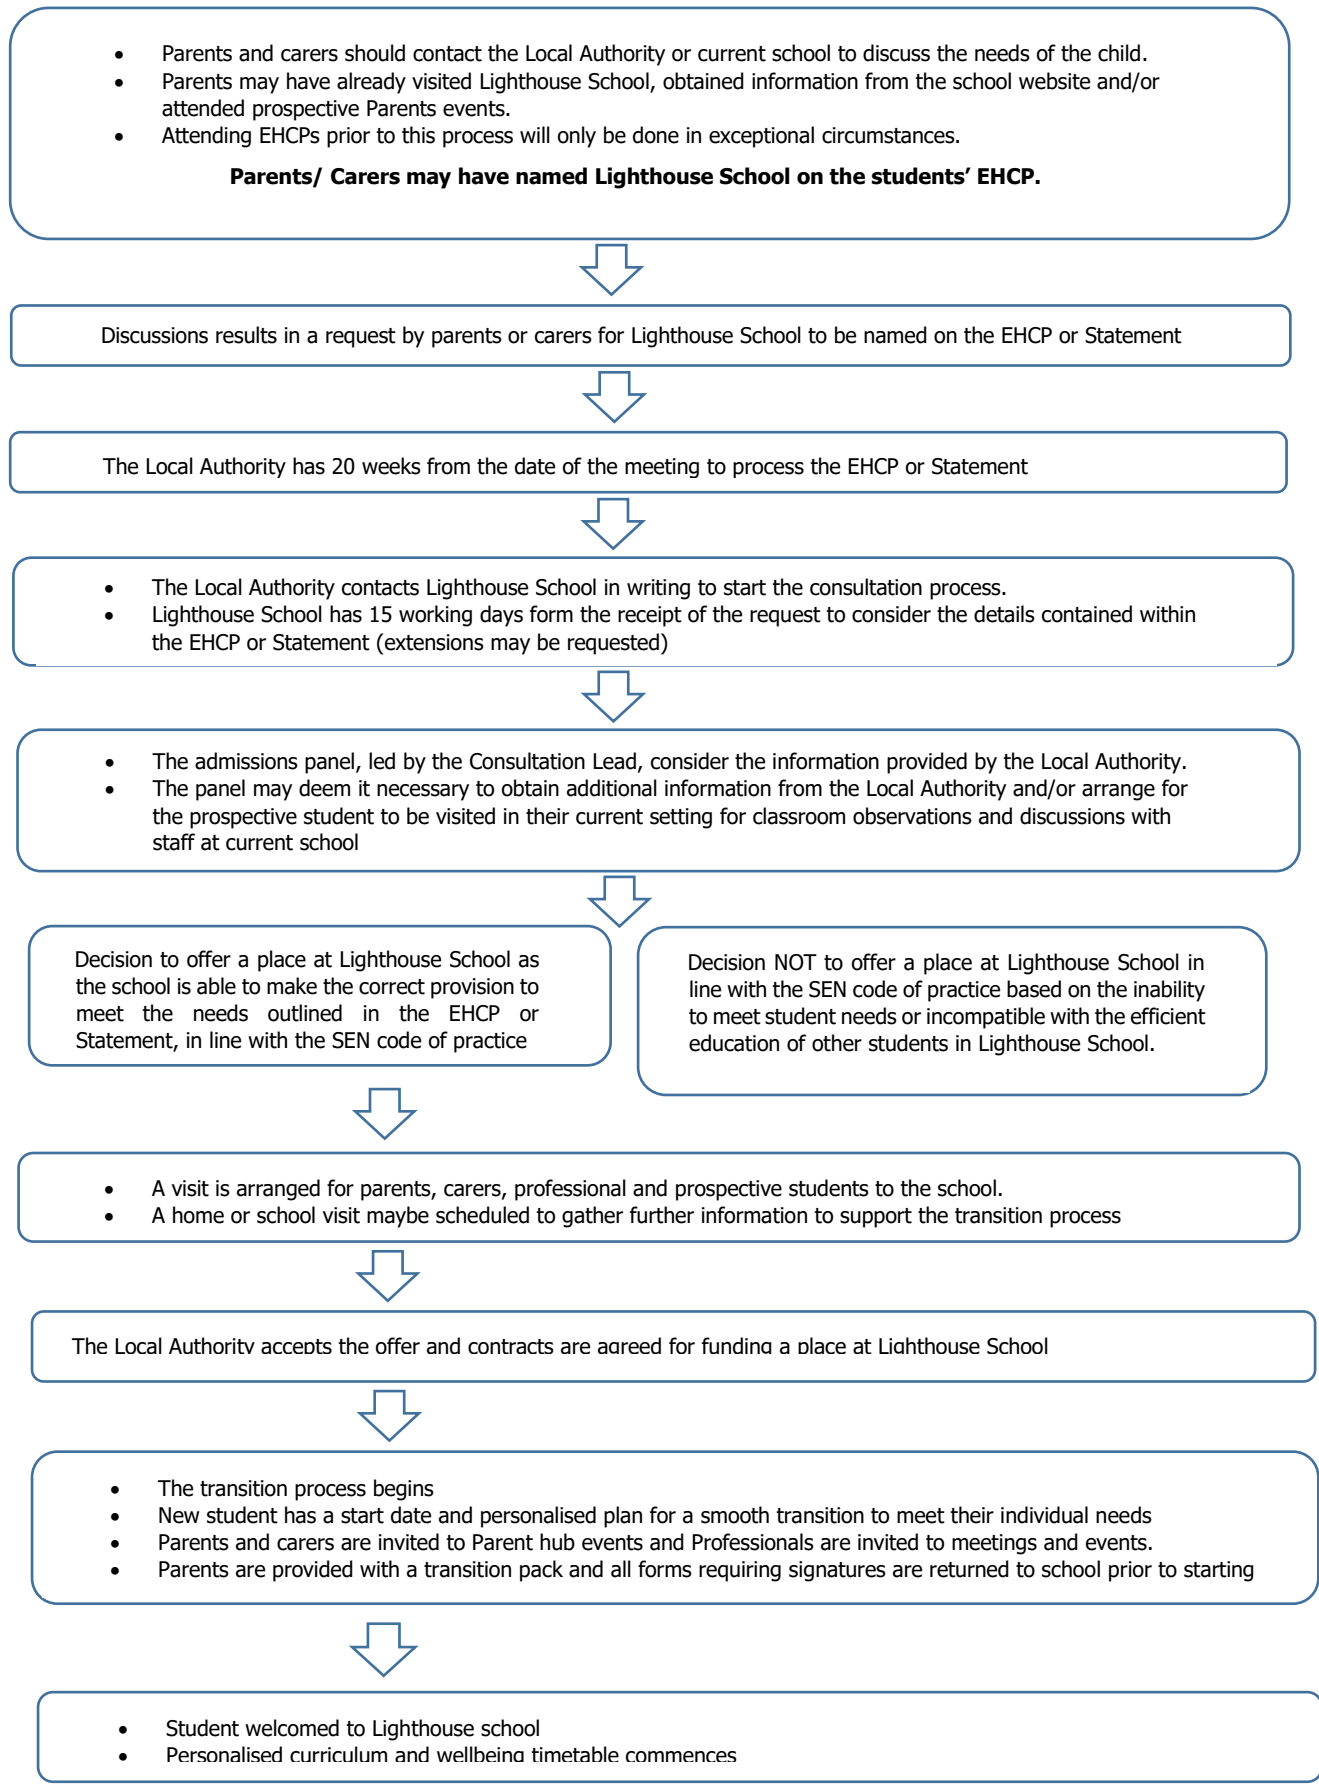 • Parents and carers should contact the Local Authority or current school to discuss the needs of the child.
• Parents may have already visited Lighthouse School, obtained information from the school website and/or
attended prospective Parents events.
• Attending EHCPs prior to this process will only be done in exceptional circumstances.
Parents/ Carers may have named Lighthouse School on the students’ EHCP.
Discussions results in a request by parents or carers for Lighthouse School to be named on the EHCP or Statement
The Local Authority has 20 weeks from the date of the meeting to process the EHCP or Statement
• The Local Authority contacts Lighthouse School in writing to start the consultation process.
• Lighthouse School has 15 working days form the receipt of the request to consider the details contained within
the EHCP or Statement (extensions may be requested)
• The admissions panel, led by the Consultation Lead, consider the information provided by the Local Authority.
• The panel may deem it necessary to obtain additional information from the Local Authority and/or arrange for
the prospective student to be visited in their current setting for classroom observations and discussions with
staff at current school
Decision to offer a place at Lighthouse School as
the school is able to make the correct provision to
meet the needs outlined in the EHCP or
Statement, in line with the SEN code of practice
Decision NOT to offer a place at Lighthouse School in
line with the SEN code of practice based on the inability
to meet student needs or incompatible with the efficient
education of other students in Lighthouse School.
• A visit is arranged for parents, carers, professional and prospective students to the school.
• A home or school visit maybe scheduled to gather further information to support the transition process
The Local Authority accepts the offer and contracts are agreed for funding a place at Lighthouse School
• The transition process begins
• New student has a start date and personalised plan for a smooth transition to meet their individual needs
• Parents and carers are invited to Parent hub events and Professionals are invited to meetings and events.
• Parents are provided with a transition pack and all forms requiring signatures are returned to school prior to starting
• Student welcomed to Lighthouse school
• Personalised curriculum and wellbeing timetable commences